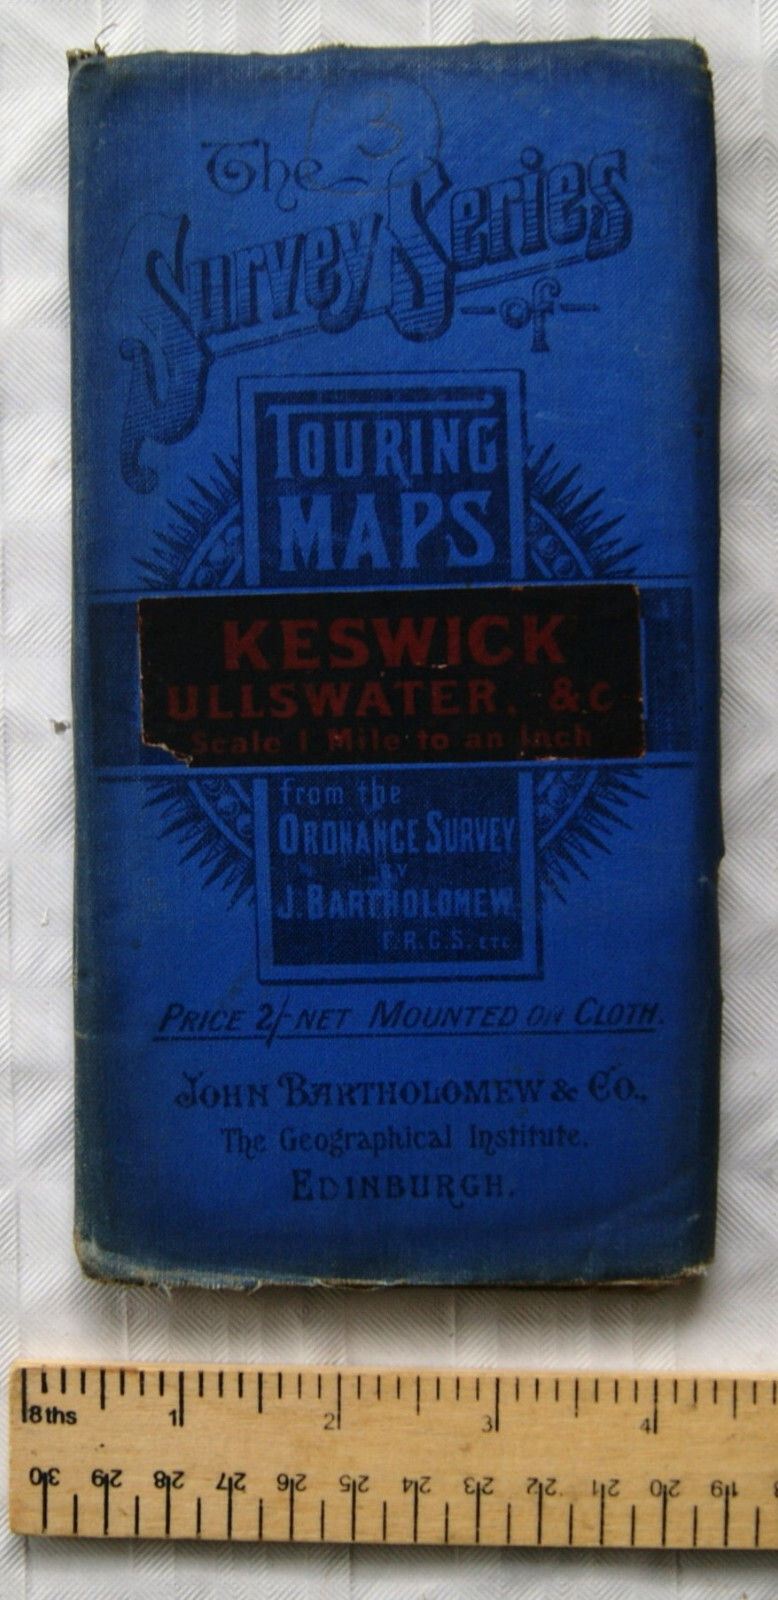 3
The
Survey Series
-of-
TOURING
MAPS
KESWICK
ULLSWATER, &c
Scale 1 Mile to an Inch
from the
ORDNANCE SURVEY
BY
J. BARTHOLOMEW
F.R.G.S. ETC.
PRICE 2/- NET MOUNTED ON CLOTH.
JOHN BARTHOLOMEW & CO.,
The Geographical Institute,
EDINBURGH.
8ths 1 2 3 4
30 29 28 27 26 25 24 23 22 21 20 19